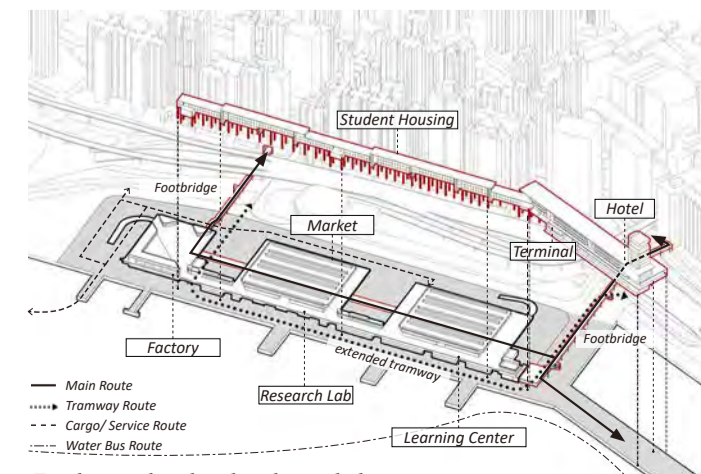 Student Housing
Footbridge
Hotel
Market
Terminal
Footbridge
Factory
extended tramway
Research Lab
Learning Center
Main Route
Tramway Route
Cargo/ Service Route
Water Bus Route